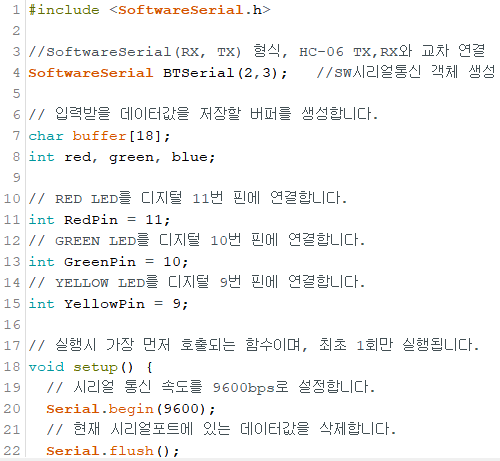 1 #include <SoftwareSerial.h>
2
3 //SoftwareSerial(RX, TX) 형식, HC-06 TX,RX와 교차 연결
4 SoftwareSerial BTSerial(2,3);   //SW시리얼통신 객체 생성
5
6 // 입력받을 데이터값을 저장할 버퍼를 생성합니다.
7 char buffer[18];
8 int red, green, blue;
9
10 // RED LED를 디지털 11번 핀에 연결합니다.
11 int RedPin = 11;
12 // GREEN LED를 디지털 10번 핀에 연결합니다.
13 int GreenPin = 10;
14 // YELLOW LED를 디지털 9번 핀에 연결합니다.
15 int YellowPin = 9;
16
17 // 실행시 가장 먼저 호출되는 함수이며, 최초 1회만 실행됩니다.
18 void setup() {
19   // 시리얼 통신 속도를 9600bps로 설정합니다.
20   Serial.begin(9600);
21   // 현재 시리얼포트에 있는 데이터값을 삭제합니다.
22   Serial.flush();